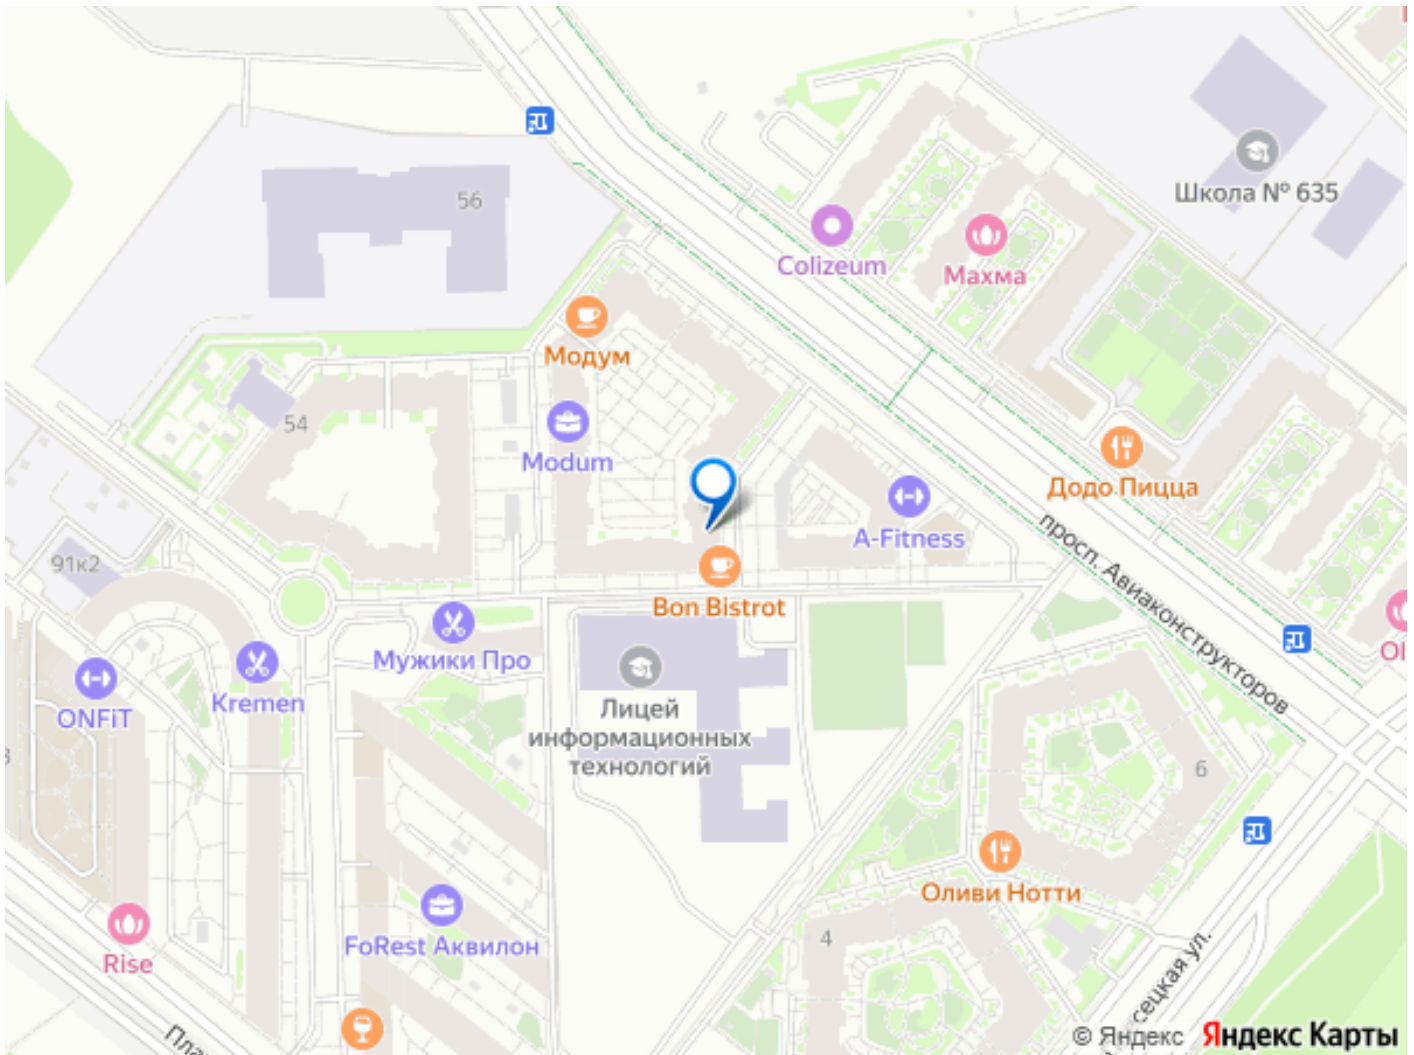 56
Школа № 635
Colizeum
Махма
Модум
54
Modum
Додо Пицца
A-Fitness
просп. Авиаконструкторов
91к2
Bon Bistrot
Мужики Про
Kremen
ONFiT
Лицей
информационных
технологий
6
Оливи Нотти
4
FoRest Аквилон
Rise
© Яндекс Яндекс Карты